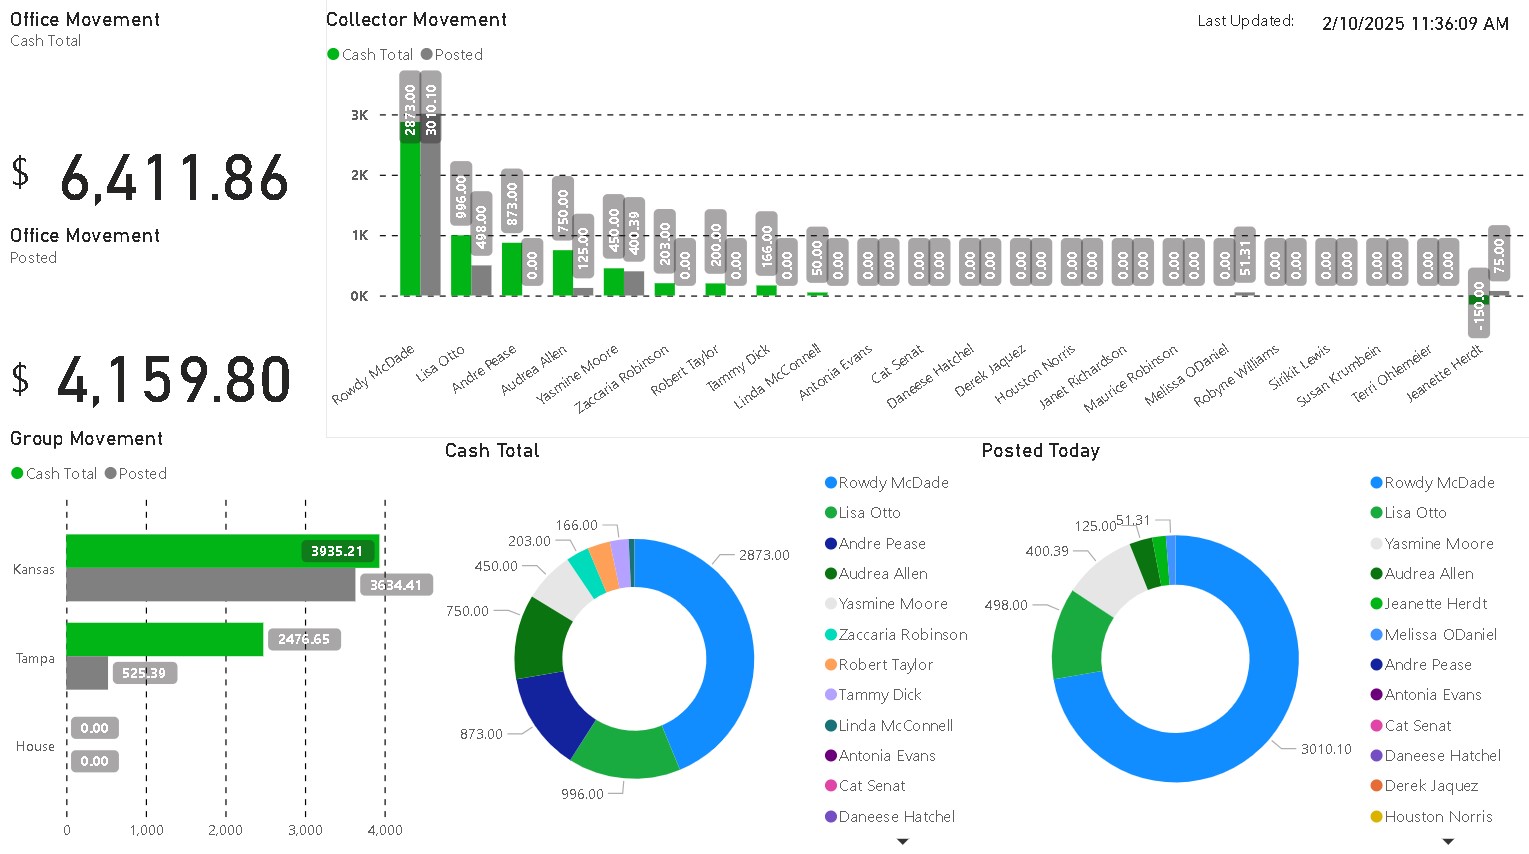 Office Movement
Cash Total
$ 6,411.86
Office Movement
Posted
$ 4,159.80
Collector Movement
Last Updated: 2/10/2025 11:36:09 AM
Cash Total Posted
3K
2K
1K
0K
2873.00 3010.10 996.00 498.00 873.00 0.00 750.00 125.00 450.00 400.39 203.00 0.00 200.00 0.00 166.00 0.00 50.00 0.00 0.00 0.00 0.00 0.00 0.00 0.00 0.00 0.00 0.00 0.00 0.00 0.00 0.00 0.00 0.00 51.31 0.00 0.00 0.00 0.00 0.00 0.00 0.00 0.00 -150.00 75.00
Rowdy McDade
Lisa Otto
Andre Pease
Audrea Allen
Yasmine Moore
Zaccaria Robinson
Robert Taylor
Tammy Dick
Linda McConnell
Antonia Evans
Cat Senat
Daneese Hatchel
Derek Jaquez
Houston Norris
Janet Richardson
Maurice Robinson
Melissa ODaniel
Robyne Williams
Sirikit Lewis
Susan Krumbein
Terri Ohlemeier
Jeanette Herdt
Group Movement
Cash Total Posted
Kansas
3935.21
3634.41
Tampa
2476.65
525.39
House
0.00
0.00
0 1,000 2,000 3,000 4,000
Cash Total
166.00
203.00
450.00
750.00
873.00
996.00
2873.00
Rowdy McDade
Lisa Otto
Andre Pease
Audrea Allen
Yasmine Moore
Zaccaria Robinson
Robert Taylor
Tammy Dick
Linda McConnell
Antonia Evans
Cat Senat
Daneese Hatchel
Posted Today
51.31
125.00
400.39
498.00
3010.10
Rowdy McDade
Lisa Otto
Yasmine Moore
Audrea Allen
Jeanette Herdt
Melissa ODaniel
Andre Pease
Antonia Evans
Cat Senat
Daneese Hatchel
Derek Jaquez
Houston Norris